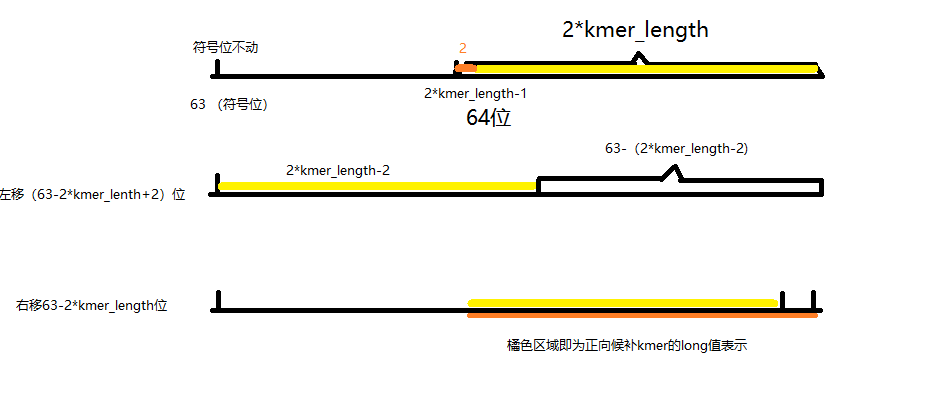 2*kmer_length
符号位不动
2
2*kmer_length-1
63 （符号位）
64位
63-（2*kmer_length-2)
2*kmer_length-2
左移（63-2*kmer_lenth+2）位
右移63-2*kmer_length位
橘色区域即为正向候补kmer的long值表示